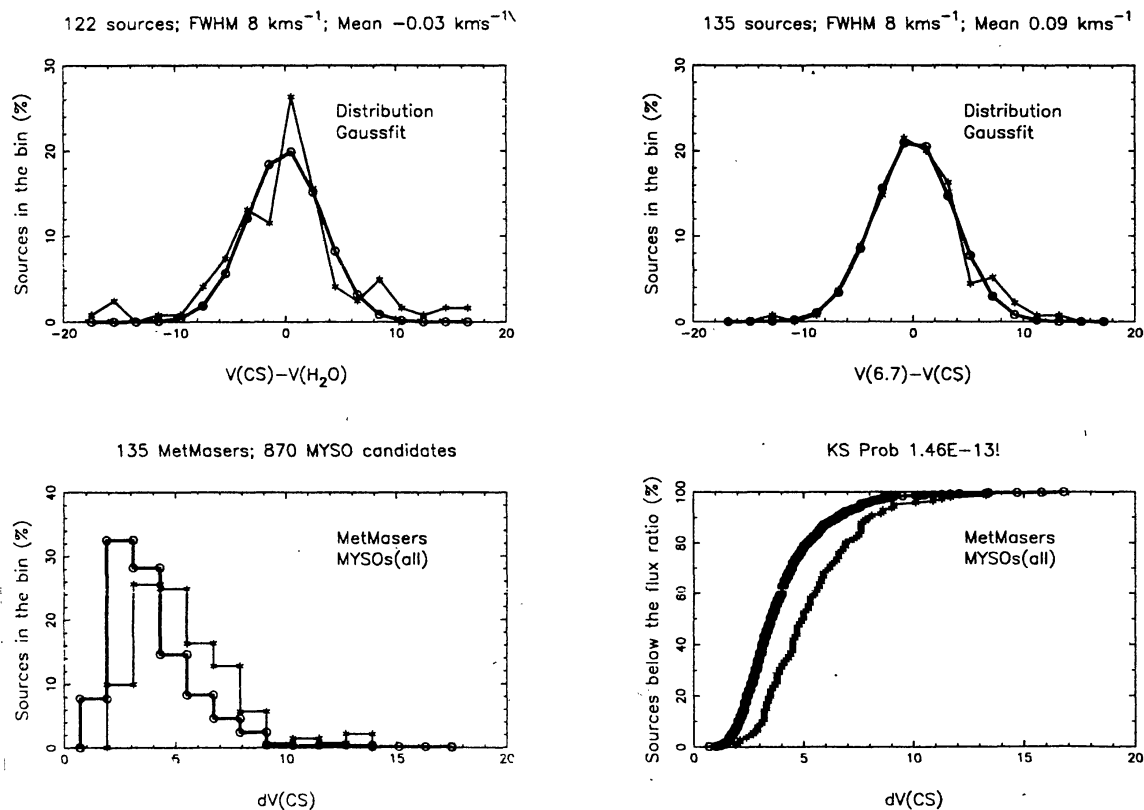 122 sources; FWHM 8 kms⁻¹; Mean −0.03 kms⁻¹
30
20
10
0
Sources in the bin (%)
Distribution
Gaussfit
−20
−10
0
10
20
V(CS)−V(H₂O)
135 sources; FWHM 8 kms⁻¹; Mean 0.09 kms⁻¹
30
20
10
0
Sources in the bin (%)
Distribution
Gaussfit
−20
−10
0
10
20
V(6.7)−V(CS)
135 MetMasers; 870 MYSO candidates
40
30
20
10
0
Sources in the bin (%)
MetMasers
MYSOs(all)
0
5
10
15
20
dV(CS)
KS Prob 1.46E−13!
100
80
60
40
20
0
Sources below the flux ratio (%)
MetMasers
MYSOs(all)
0
5
10
15
20
dV(CS)